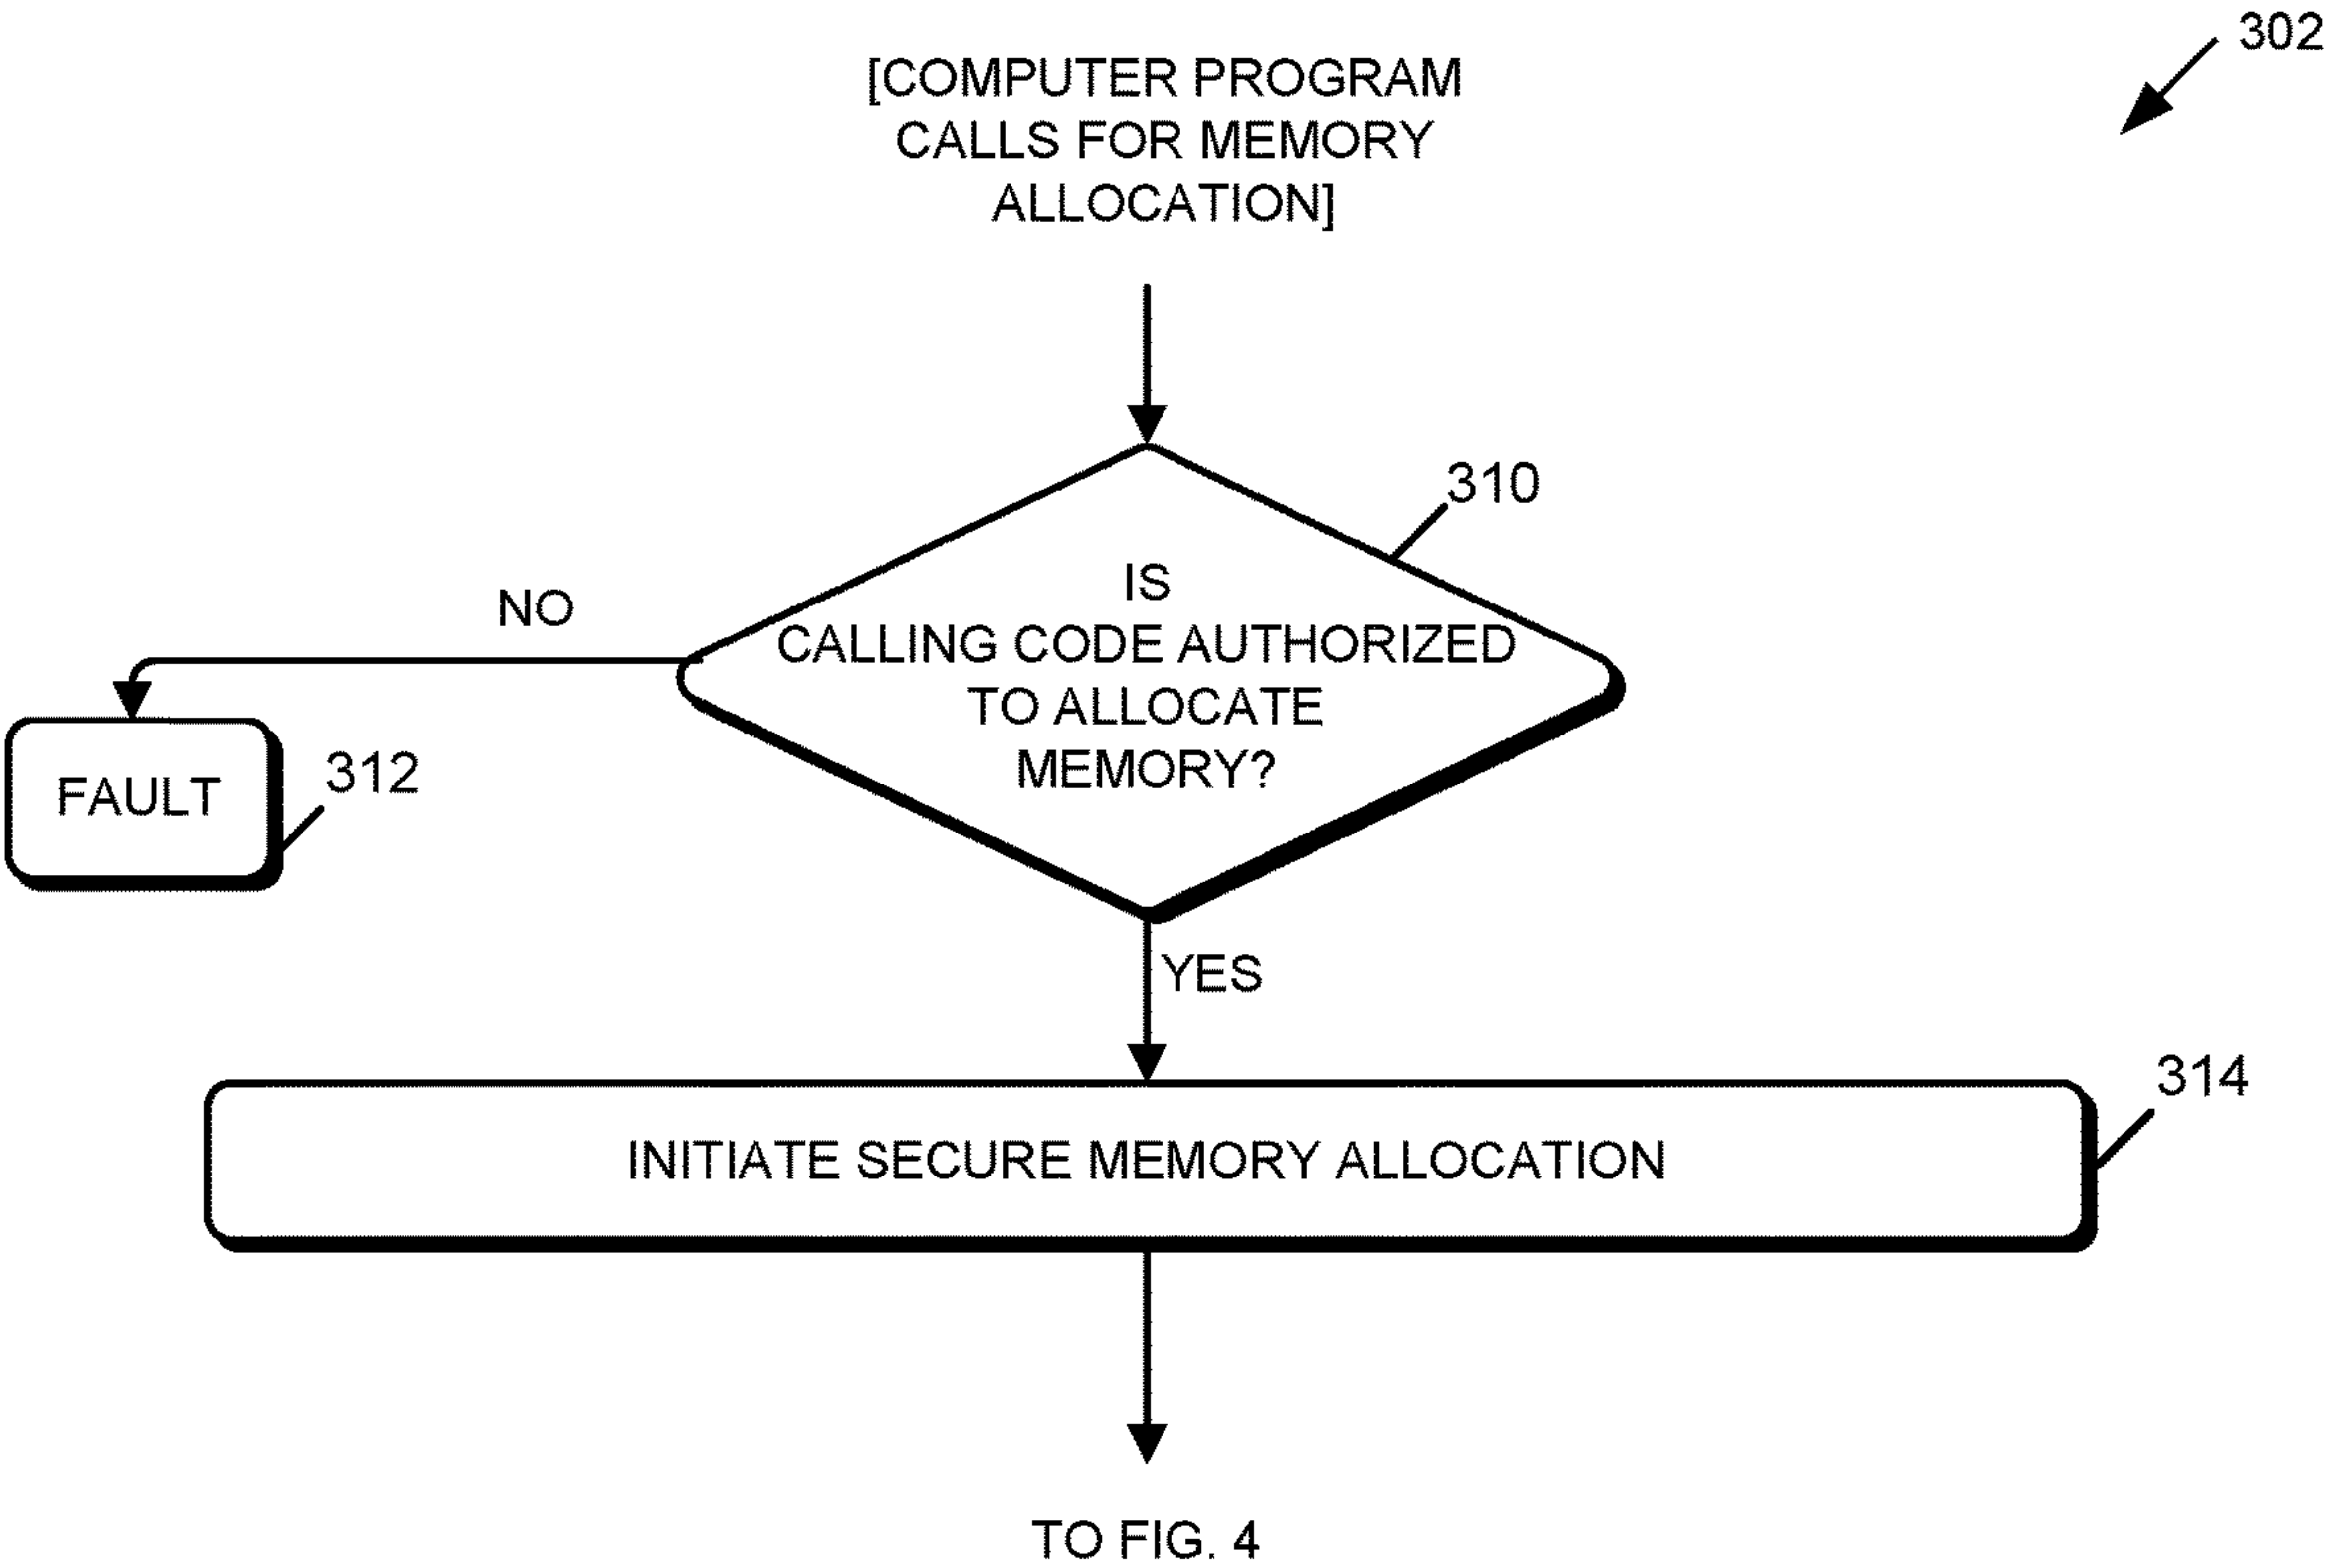 302
[COMPUTER PROGRAM
CALLS FOR MEMORY
ALLOCATION]
310
IS
CALLING CODE AUTHORIZED
TO ALLOCATE
MEMORY?
NO
FAULT
312
YES
314
INITIATE SECURE MEMORY ALLOCATION
TO FIG. 4